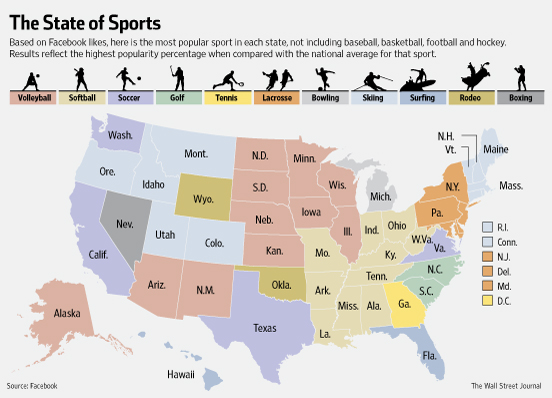 The State of Sports
Based on Facebook likes, here is the most popular sport in each state, not including baseball, basketball, football and hockey.
Results reflect the highest popularity percentage when compared with the national average for that sport.
Volleyball Softball Soccer Golf Tennis Lacrosse Bowling Skiing Surfing Rodeo Boxing
Wash.
Ore.
Calif.
Nev.
Idaho
Mont.
Wyo.
Utah
Colo.
Ariz.
N.M.
N.D.
S.D.
Neb.
Kan.
Okla.
Texas
Minn.
Iowa
Mo.
Ark.
La.
Wis.
Ill.
Mich.
Ind.
Ohio
Ky.
Tenn.
Miss.
Ala.
Ga.
Fla.
S.C.
N.C.
Va.
W.Va.
Pa.
N.Y.
Vt.
N.H.
Maine
Mass.
R.I.
Conn.
N.J.
Del.
Md.
D.C.
Alaska
Hawaii
Source: Facebook
The Wall Street Journal